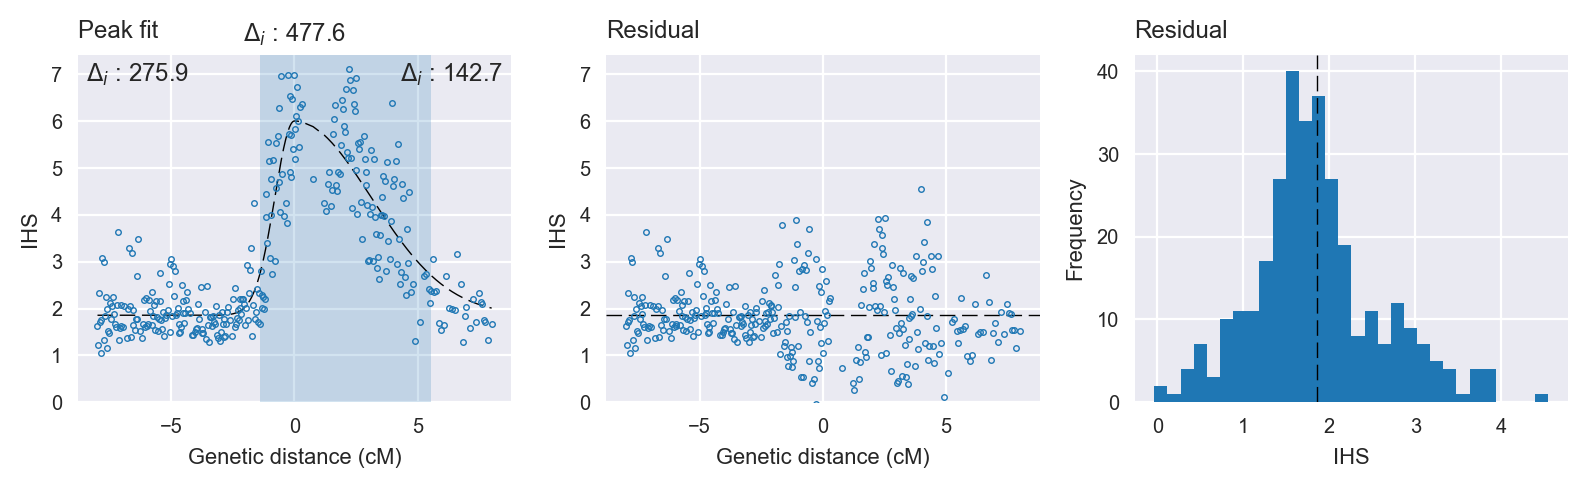 Peak fit
Δi : 477.6
Δi : 275.9
Δi : 142.7
7
6
5
4
3
2
1
0
IHS
−5
0
5
Genetic distance (cM)
Residual
7
6
5
4
3
2
1
0
IHS
−5
0
5
Genetic distance (cM)
Residual
40
30
20
10
0
Frequency
0
1
2
3
4
IHS